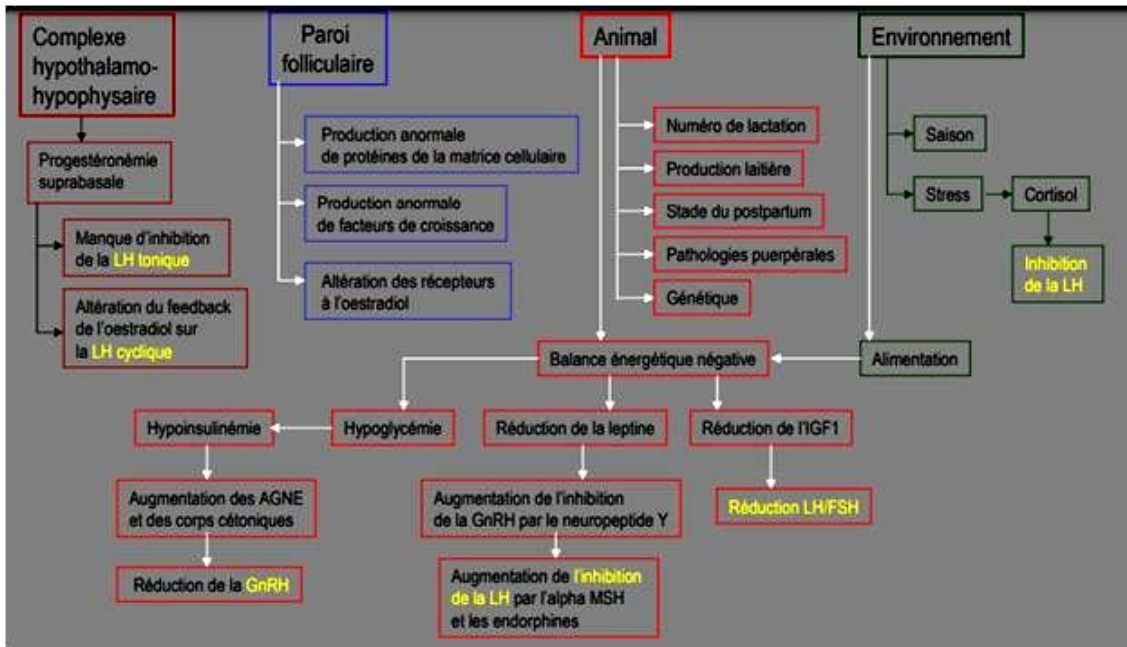 Complexe
hypothalamo-
hypophysaire
Paroi
folliculaire
Animal
Environnement
Progestéronémie
suprabasale
Manque d'inhibition
de la LH tonique
Altération du feedback
de l'oestradiol sur
la LH cyclique
Production anormale
de protéines de la matrice cellulaire
Production anormale
de facteurs de croissance
Altération des récepteurs
à l'oestradiol
Numéro de lactation
Production laitière
Stade du postpartum
Pathologies puerpérales
Génétique
Saison
Stress
Cortisol
Inhibition
de la LH
Balance énergétique négative
Alimentation
Hypoinsulinémie
Hypoglycémie
Réduction de la leptine
Réduction de l'IGF1
Augmentation des AGNE
et des corps cétoniques
Augmentation de l'inhibition
de la GnRH par le neuropeptide Y
Réduction LH/FSH
Réduction de la GnRH
Augmentation de l'inhibition
de la LH par l'alpha MSH
et les endorphines